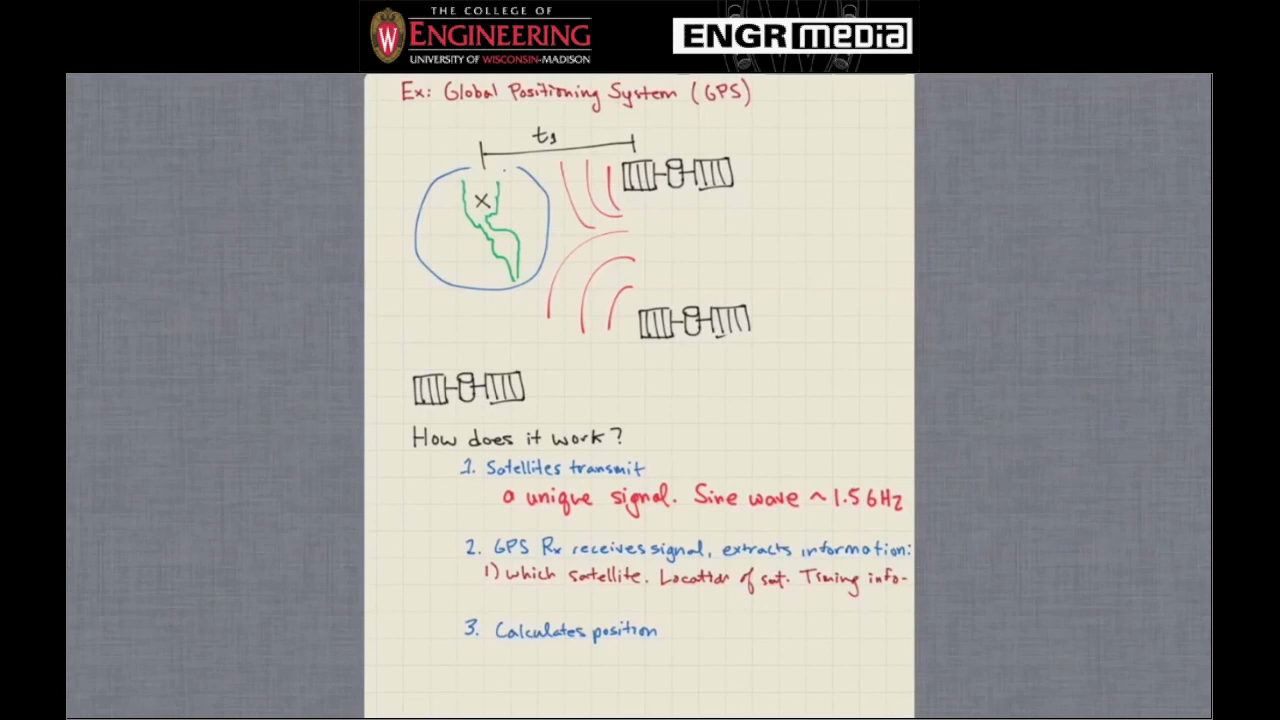 THE COLLEGE OF
ENGINEERING
UNIVERSITY OF WISCONSIN-MADISON
ENGR media
W
Ex: Global Positioning System (GPS)
t1
X
How does it work?
1. Satellites transmit
a unique signal. Sine wave ~ 1.5 GHz
2. GPS Rx receives signal, extracts information:
1) which satellite. Location of sat. Timing info-
3. Calculates position